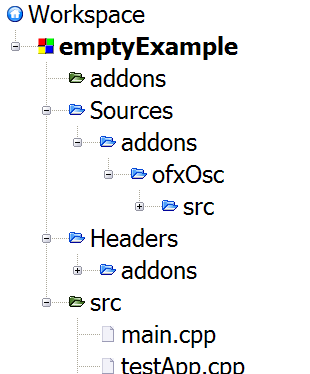 Workspace
emptyExample
addons
Sources
addons
ofxOsc
src
Headers
addons
src
main.cpp
testApp.cpp